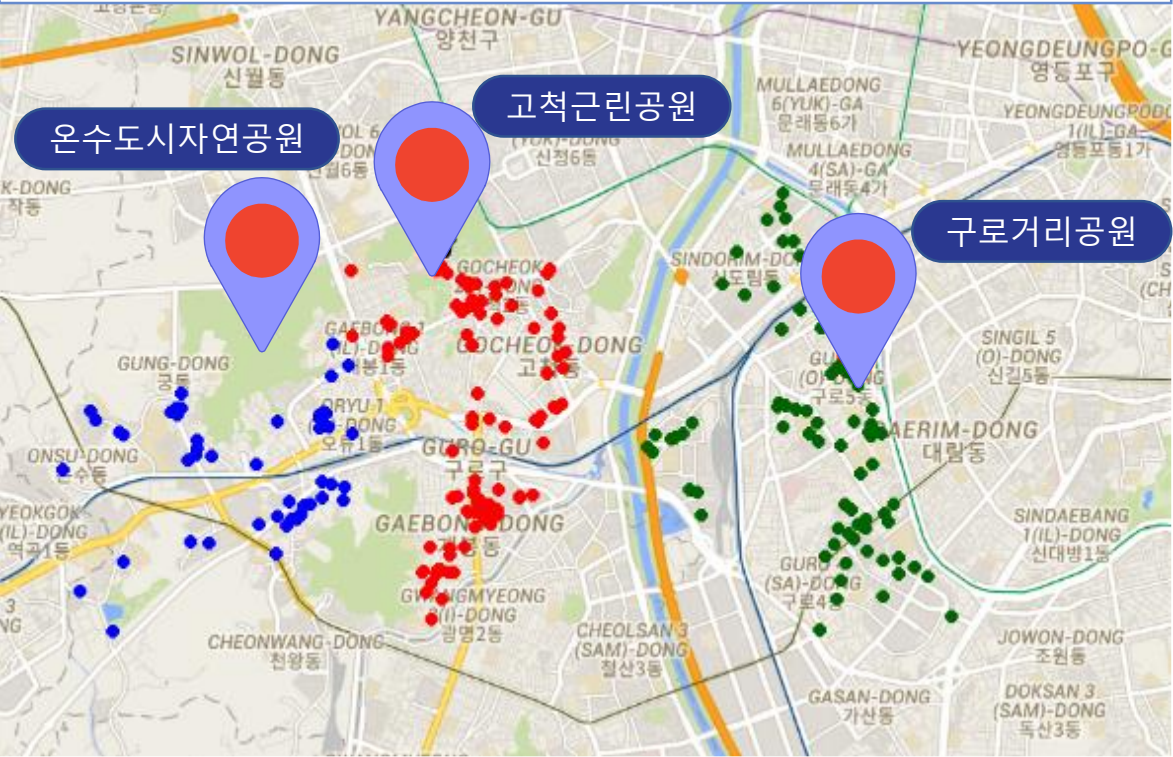 YANGCHEON-GU
양천구
SINWOL-DONG
신월동
YEONGDEUNGPO-G
영등포구
MULLAEDONG
6(YUK)-GA
문래동6가
YEONGDEUNGPOD
1(IL)-GA
영등포동1가
고척근린공원
온수도시자연공원
신정6동
MULLAEDONG
4(SA)-GA
문래동4가
K-DONG
작동
구로거리공원
GOCHEOK
SINDORIM-DO
신도림동
GUNG-DONG
궁동
GOCHEOK-DONG
SINGIL 5
(O)-DONG
신길5동
구로5동
오류1동
GURO-GU
구로구
DAERIM-DONG
대림동
ONSU-DONG
온수동
YEOKGOK
(IL)-DONG
역곡1동
SINDAEBANG
1(IL)-DONG
신대방1동
GURO
(SA)-DONG
구로4동
광명2동
CHEOLSAN 3
(SAM)-DONG
철산3동
CHEONWANG-DONG
천왕동
JOWON-DONG
조원동
GASAN-DONG
가산동
DOKSAN 3
(SAM)-DONG
독산3동